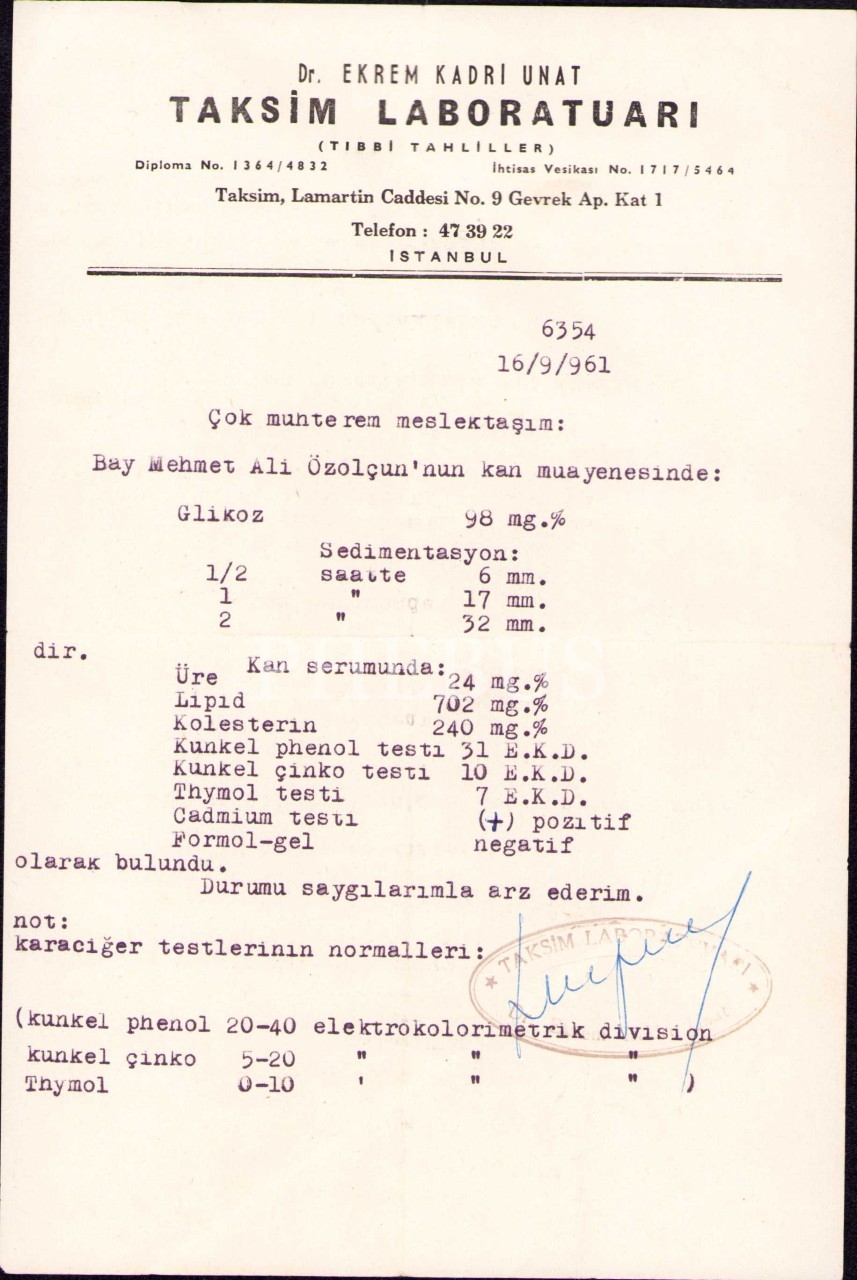 Dr. EKREM KADRİ UNAT
TAKSİM LABORATUARI
(TIBBİ TAHLİLLER)
Diploma No. 1364/4832 İhtisas Vesikası No. 1717/5464
Taksim, Lamartin Caddesi No. 9 Gevrek Ap. Kat 1
Telefon : 47 39 22
İSTANBUL
6354
16/9/961
Çok muhterem meslektaşım:
Bay Mehmet Ali Özolçun'nun kan muayenesinde:
Glikoz 98 mg.%
Sedimentasyon:
1/2 saatte 6 mm.
1 " 17 mm.
2 " 32 mm.
dir.
Kan serumunda:
Üre 24 mg.%
Lipid 702 mg.%
Kolesterin 240 mg.%
Kunkel phenol testi 31 E.K.D.
Kunkel çinko testi 10 E.K.D.
Thymol testi 7 E.K.D.
Cadmium testi (+) pozitif
Formol-gel negatif
olarak bulundu.
Durumu saygılarımla arz ederim.
not:
karaciğer testlerinin normalleri:
TAKSİM LABORATUARI
(kunkel phenol 20-40 elektrokolorimetrik division
kunkel çinko 5-20 " " "
Thymol 0-10 ' " " )